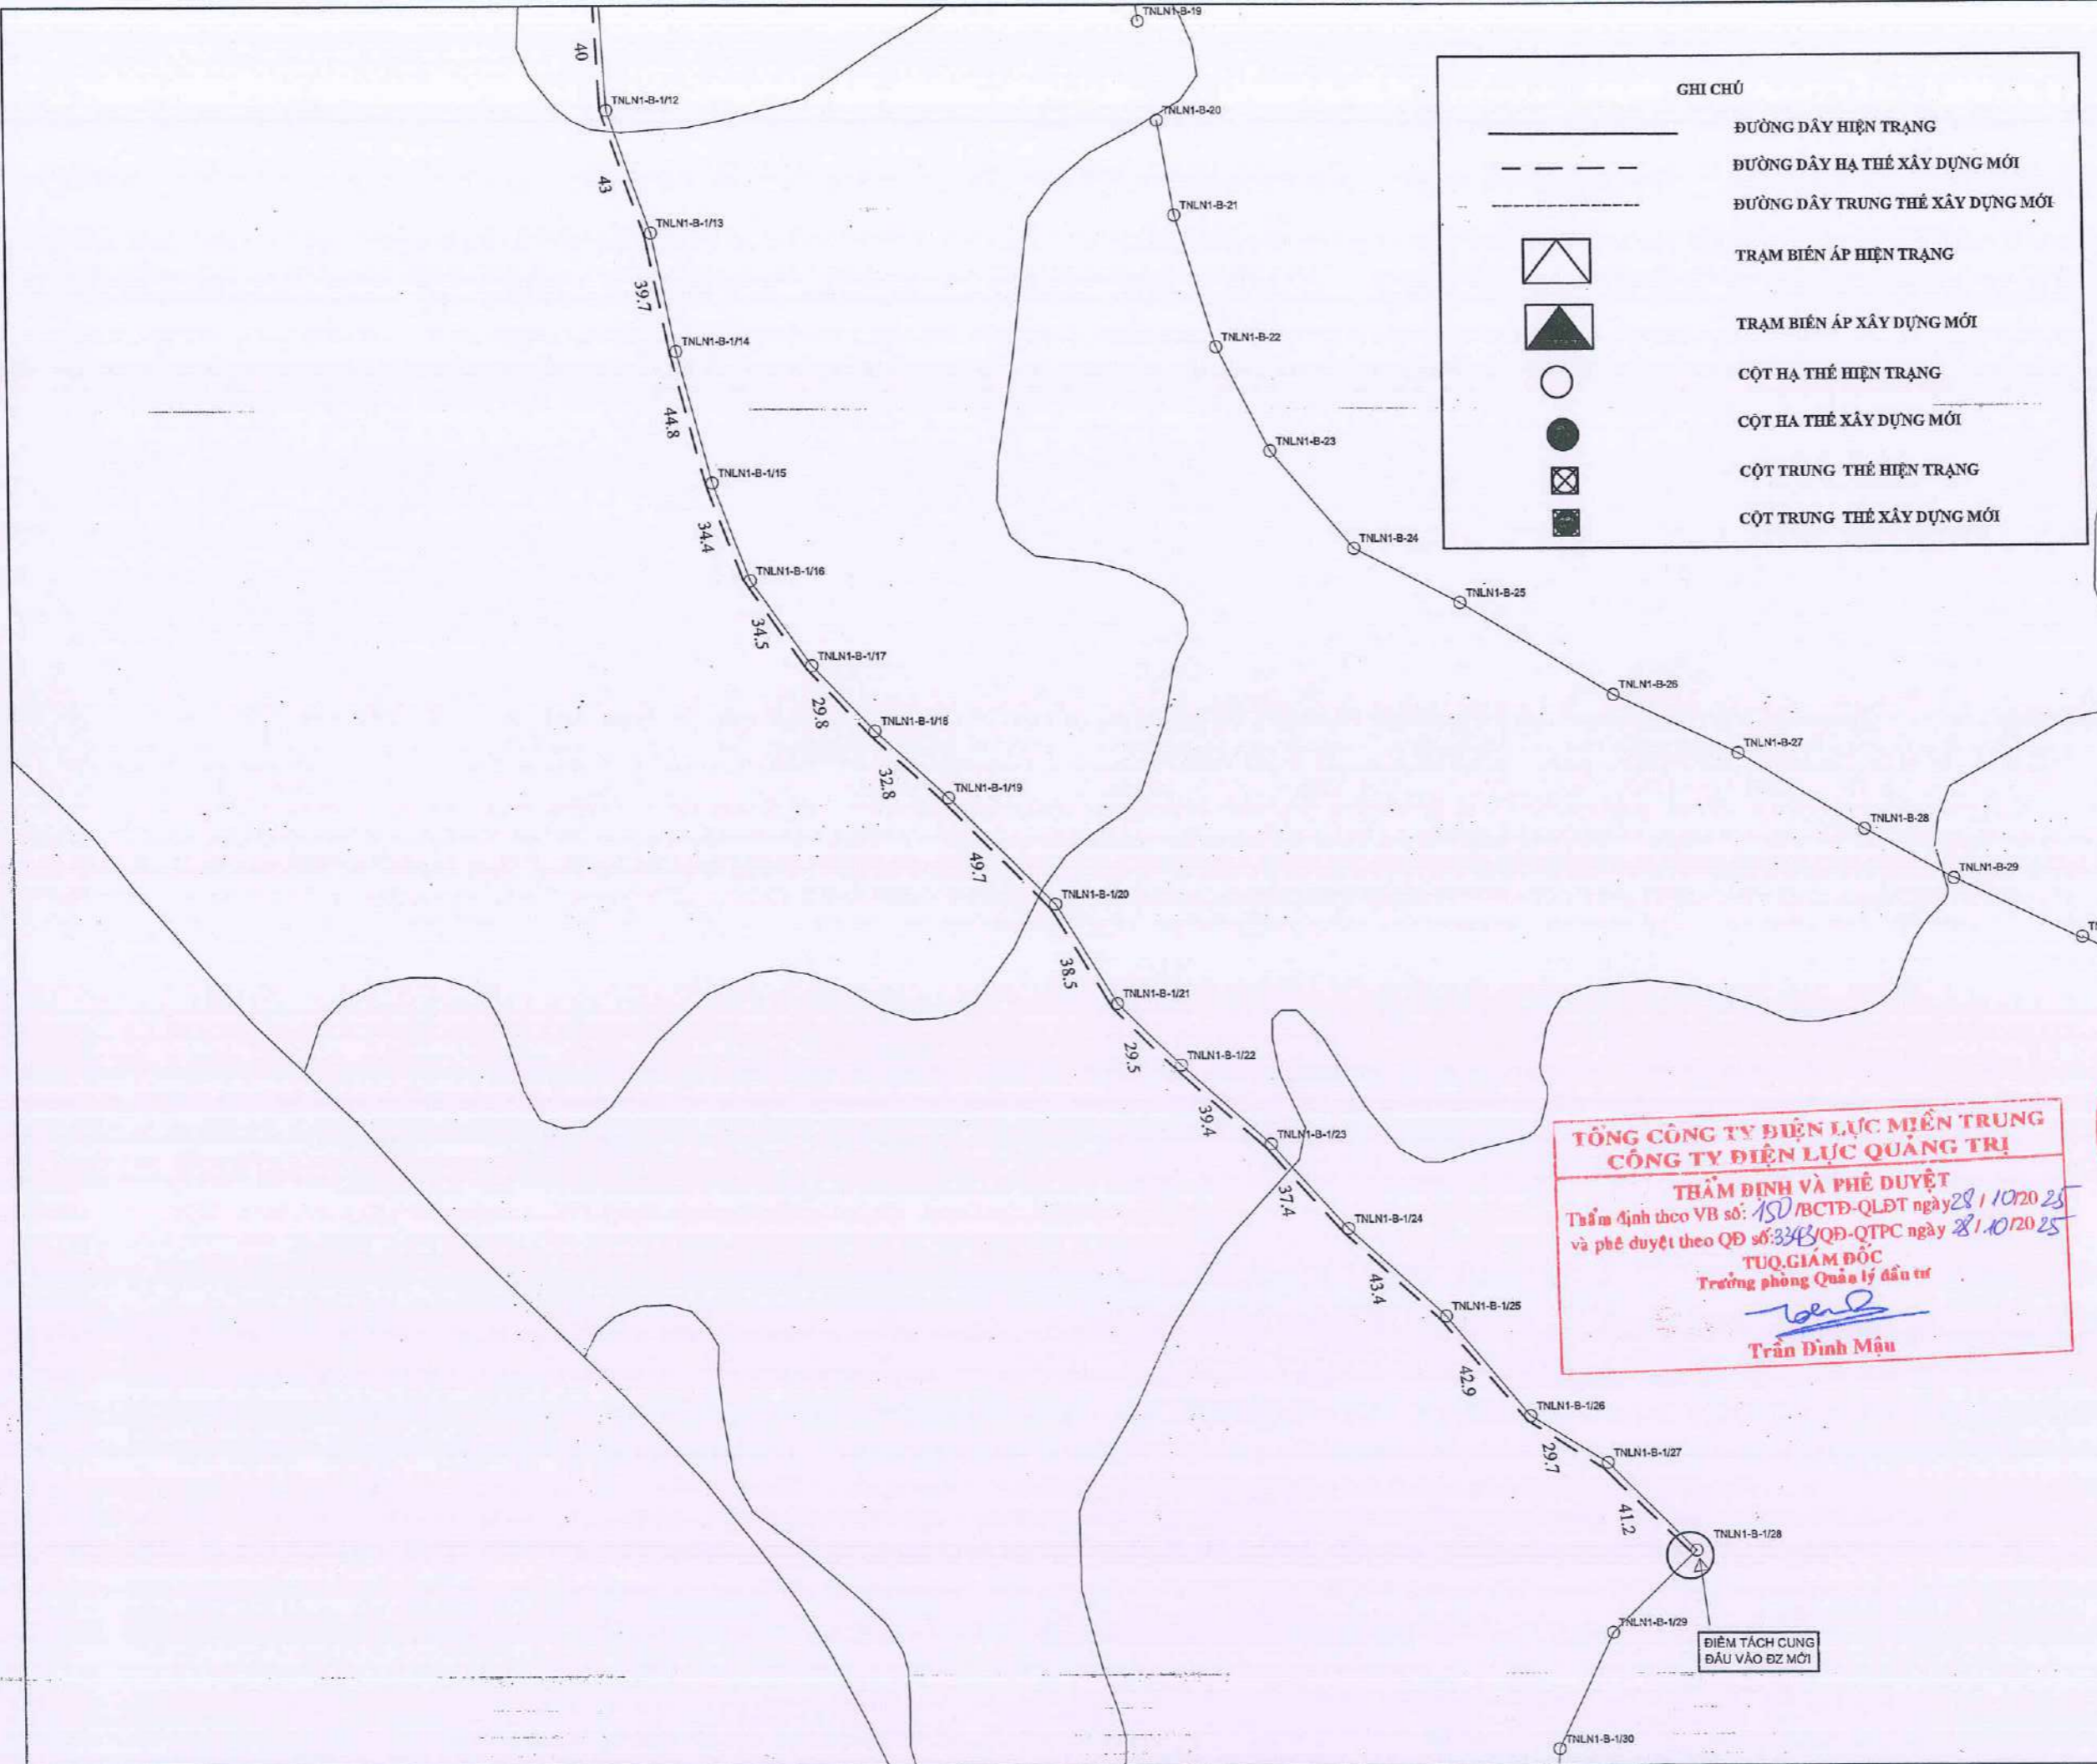 TNLN1-B-19
40
TNLN1-B-1/12
TNLN1-B-20
43
TNLN1-B-1/13
TNLN1-B-21
39.7
TNLN1-B-1/14
TNLN1-B-22
44.8
TNLN1-B-1/15
TNLN1-B-23
34.4
TNLN1-B-1/16
TNLN1-B-24
34.5
TNLN1-B-25
TNLN1-B-1/17
29.8
TNLN1-B-26
TNLN1-B-1/18
32.8
TNLN1-B-27
TNLN1-B-1/19
49.7
TNLN1-B-28
TNLN1-B-29
TNLN1-B-1/20
38.5
TNLN1-B-1/21
29.5
TNLN1-B-1/22
39.4
TNLN1-B-1/23
37.4
TNLN1-B-1/24
43.4
TNLN1-B-1/25
42.9
TNLN1-B-1/26
29.7
TNLN1-B-1/27
41.2
TNLN1-B-1/28
TNLN1-B-1/29
ĐIỂM TÁCH CUNG
ĐẤU VÀO ĐZ MỚI
TNLN1-B-1/30
GHI CHÚ
ĐƯỜNG DÂY HIỆN TRẠNG
ĐƯỜNG DÂY HẠ THẾ XÂY DỰNG MỚI
ĐƯỜNG DÂY TRUNG THẾ XÂY DỰNG MỚI
TRẠM BIẾN ÁP HIỆN TRẠNG
TRẠM BIẾN ÁP XÂY DỰNG MỚI
CỘT HẠ THẾ HIỆN TRẠNG
CỘT HA THẾ XÂY DỰNG MỚI
CỘT TRUNG THẾ HIỆN TRẠNG
CỘT TRUNG THẾ XÂY DỰNG MỚI
TỔNG CÔNG TY ĐIỆN LỰC MIỀN TRUNG
CÔNG TY ĐIỆN LỰC QUẢNG TRỊ
THẨM ĐỊNH VÀ PHÊ DUYỆT
Thẩm định theo VB số: 150/BCTĐ-QLĐT ngày 28/10/2025
và phê duyệt theo QĐ số: 3343/QĐ-QTPC ngày 28/10/2025
TUQ.GIÁM ĐỐC
Trưởng phòng Quản lý đầu tư
Trần Đình Mậu